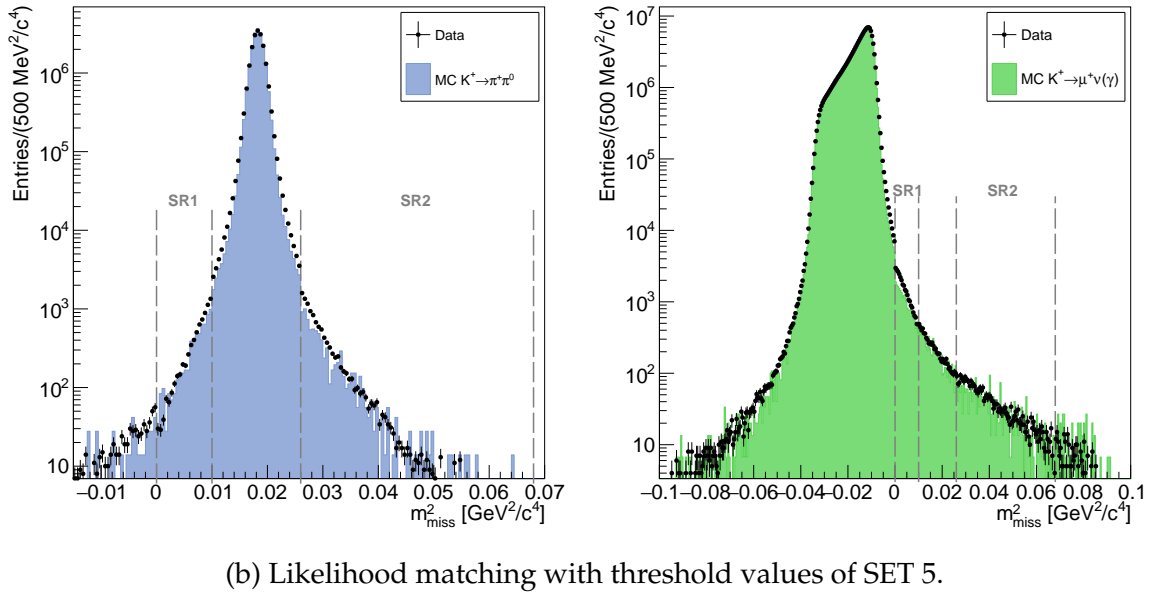 Entries/(500 MeV²/c⁴)
10⁶
10⁵
10⁴
10³
10²
10
Data
MC K⁺→π⁺π⁰
SR1
SR2
−0.01 0 0.01 0.02 0.03 0.04 0.05 0.06 0.07
m²miss [GeV²/c⁴]
Entries/(500 MeV²/c⁴)
10⁷
10⁶
10⁵
10⁴
10³
10²
10
Data
MC K⁺→μ⁺ν(γ)
SR1
SR2
−0.1 −0.08 −0.06 −0.04 −0.02 0 0.02 0.04 0.06 0.08 0.1
m²miss [GeV²/c⁴]
(b) Likelihood matching with threshold values of SET 5.